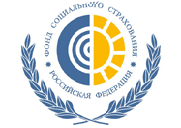 ФОНД СОЦИАЛЬНОГО СТРАХОВАНИЯ
РОССИЙСКАЯ ФЕДЕРАЦИЯ